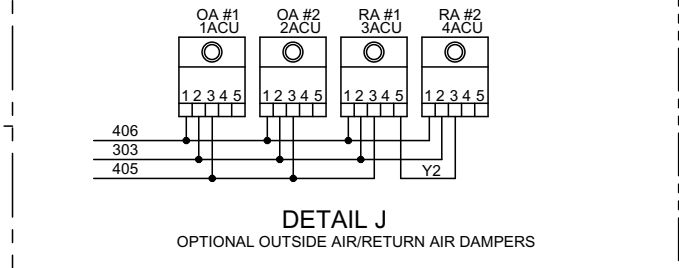 OA #1 OA #2 RA #1 RA #2
1ACU 2ACU 3ACU 4ACU
1 2 3 4 5 1 2 3 4 5 1 2 3 4 5 1 2 3 4 5
406
303
405 Y2
DETAIL J
OPTIONAL OUTSIDE AIR/RETURN AIR DAMPERS